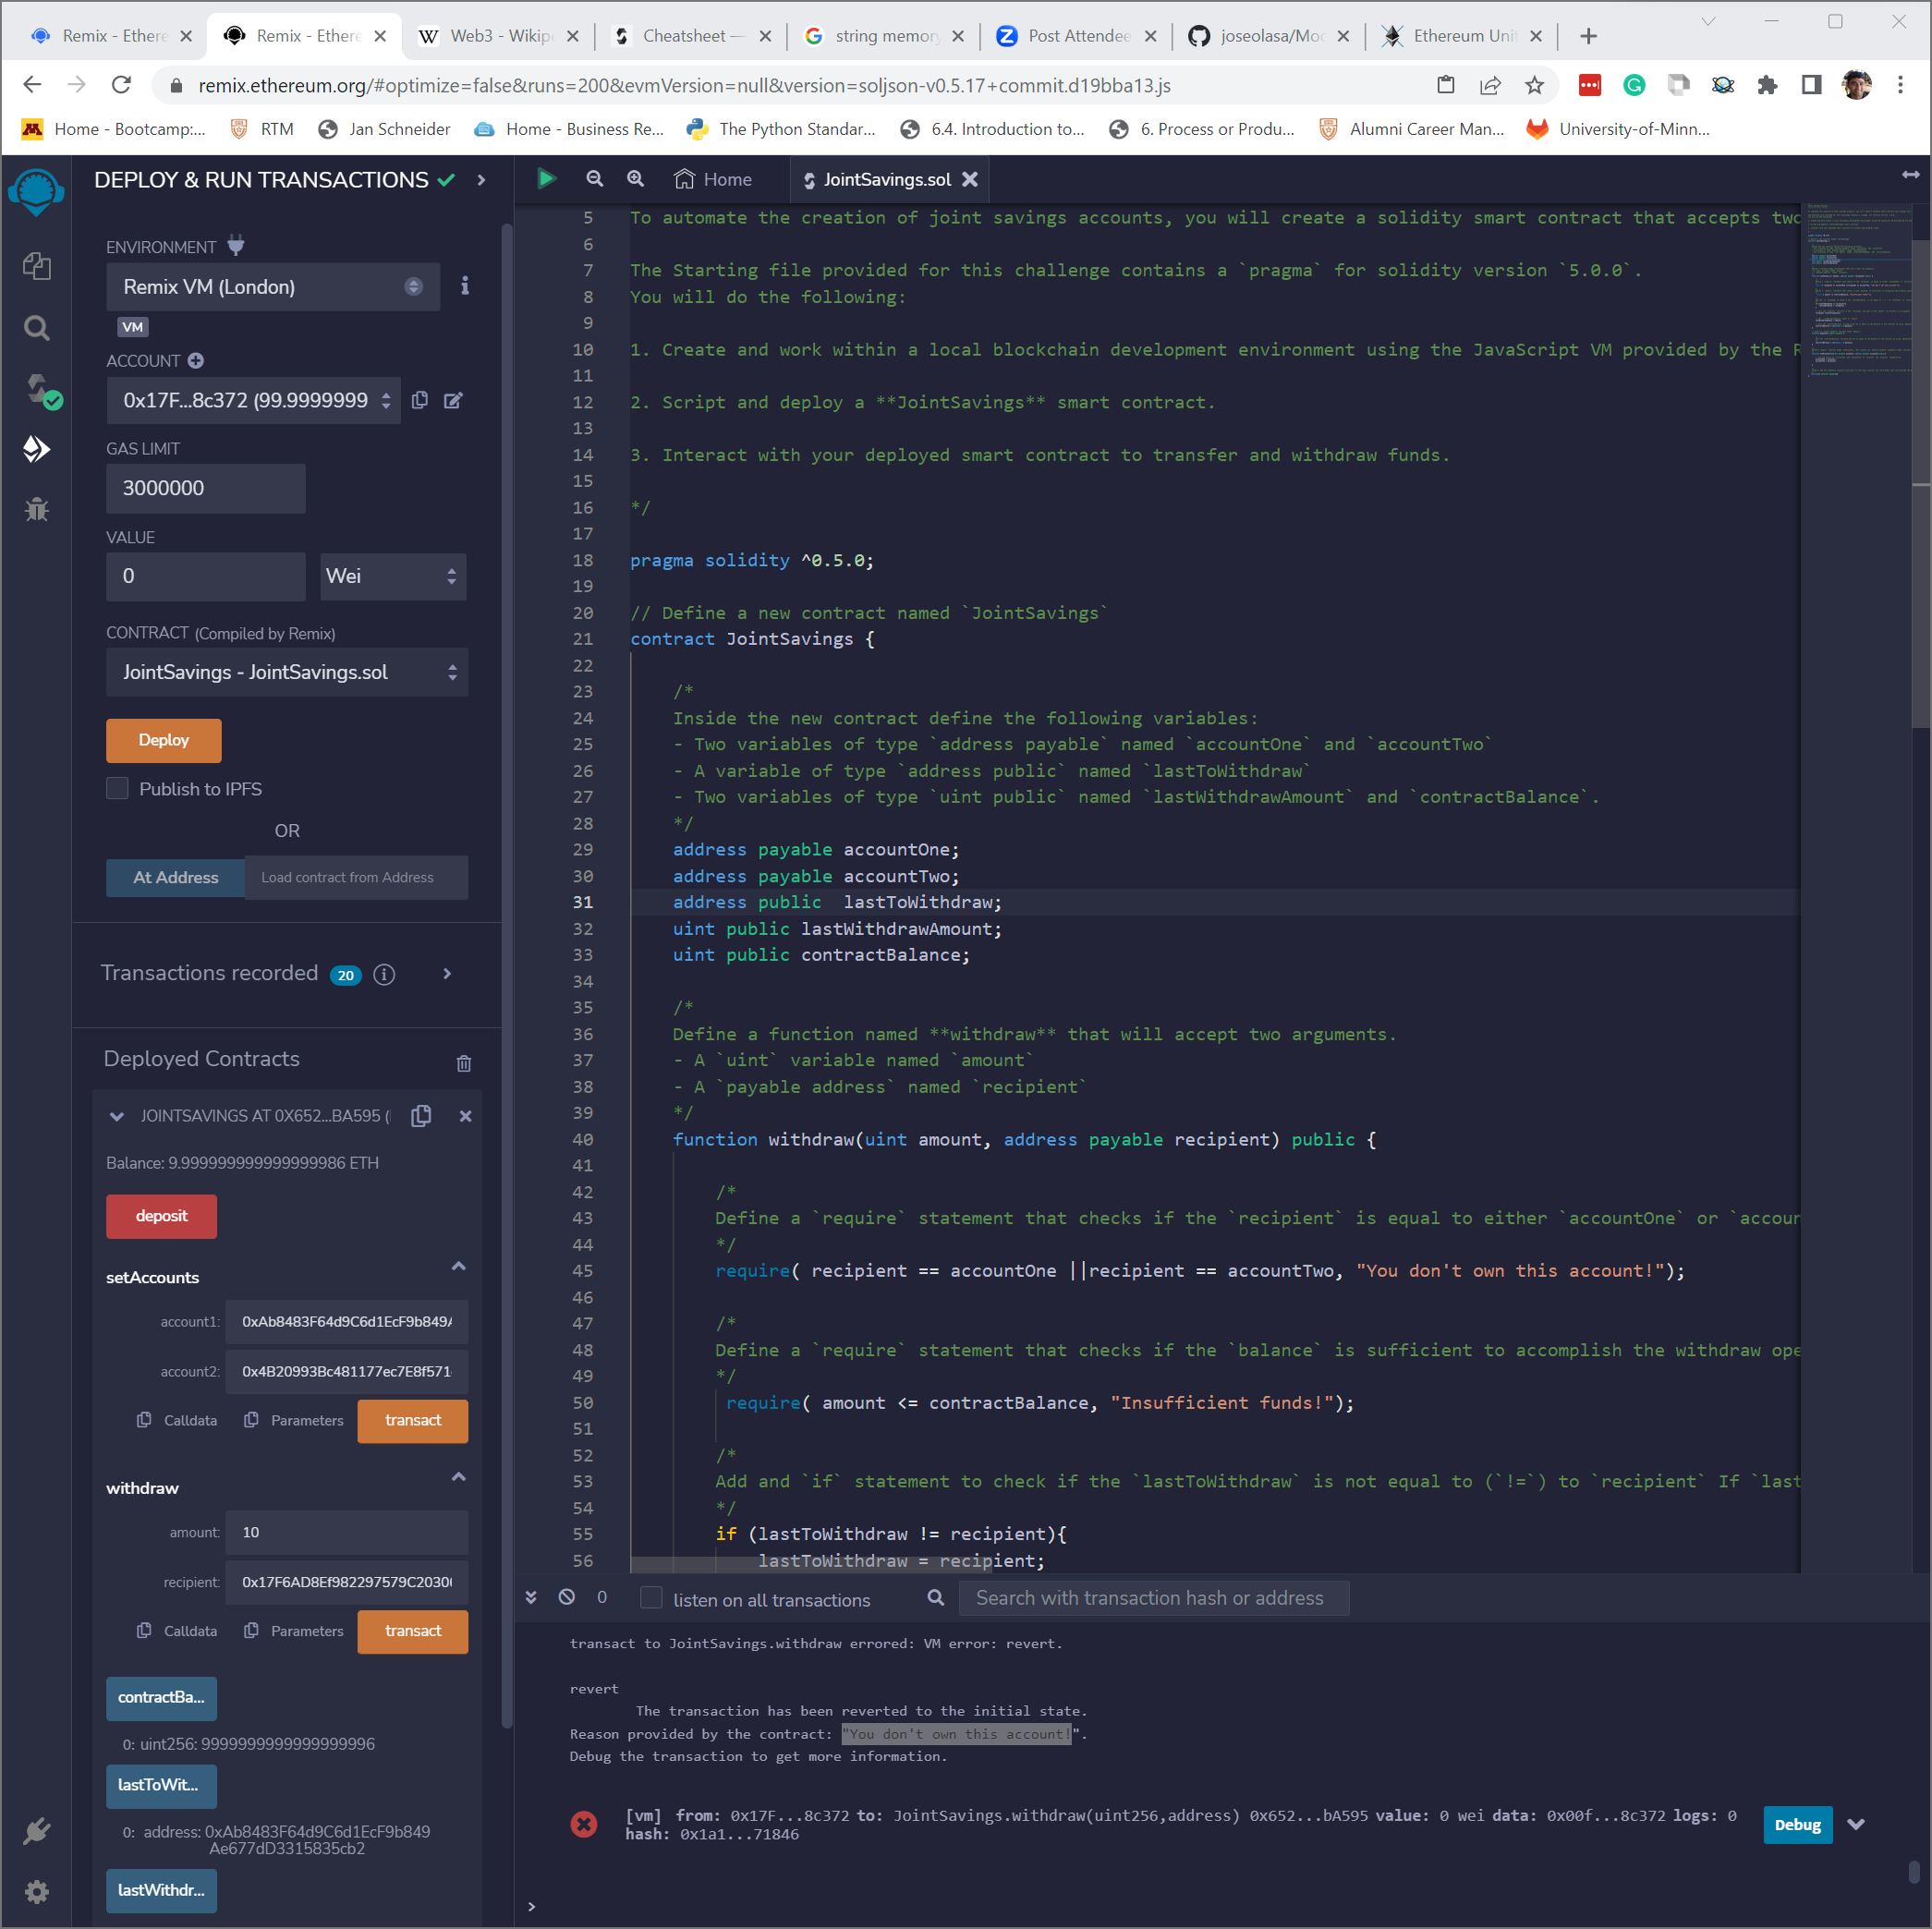 Remix - Ethere
Remix - Ethere
Web3 - Wikipe
Cheatsheet —
string memory
Post Attendee
joseolasa/Mod
Ethereum Unit
remix.ethereum.org/#optimize=false&runs=200&evmVersion=null&version=soljson-v0.5.17+commit.d19bba13.js
Home - Bootcamp:...
RTM
Jan Schneider
Home - Business Re...
The Python Standar...
6.4. Introduction to...
6. Process or Produ...
Alumni Career Man...
University-of-Minn...
DEPLOY & RUN TRANSACTIONS
ENVIRONMENT
Remix VM (London)
VM
ACCOUNT
0x17F...8c372 (99.9999999
GAS LIMIT
3000000
VALUE
0
Wei
CONTRACT (Compiled by Remix)
JointSavings - JointSavings.sol
Deploy
Publish to IPFS
OR
At Address
Load contract from Address
Transactions recorded 20
Deployed Contracts
JOINTSAVINGS AT 0X652...BA595 (
Balance: 9.999999999999999986 ETH
deposit
setAccounts
account1: 0xAb8483F64d9C6d1EcF9b849A
account2: 0x4B20993Bc481177ec7E8f571
Calldata Parameters transact
withdraw
amount: 10
recipient: 0x17F6AD8Ef982297579C20300
Calldata Parameters transact
contractBa...
0: uint256: 9999999999999999996
lastToWit...
0: address: 0xAb8483F64d9C6d1EcF9b849
Ae677dD3315835cb2
lastWithdr...
Home
JointSavings.sol
5 To automate the creation of joint savings accounts, you will create a solidity smart contract that accepts two
6
7 The Starting file provided for this challenge contains a `pragma` for solidity version `5.0.0`.
8 You will do the following:
9
10 1. Create and work within a local blockchain development environment using the JavaScript VM provided by the R
11
12 2. Script and deploy a **JointSavings** smart contract.
13
14 3. Interact with your deployed smart contract to transfer and withdraw funds.
15
16 */
17
18 pragma solidity ^0.5.0;
19
20 // Define a new contract named `JointSavings`
21 contract JointSavings {
22
23 /*
24 Inside the new contract define the following variables:
25 - Two variables of type `address payable` named `accountOne` and `accountTwo`
26 - A variable of type `address public` named `lastToWithdraw`
27 - Two variables of type `uint public` named `lastWithdrawAmount` and `contractBalance`.
28 */
29 address payable accountOne;
30 address payable accountTwo;
31 address public  lastToWithdraw;
32 uint public lastWithdrawAmount;
33 uint public contractBalance;
34
35 /*
36 Define a function named **withdraw** that will accept two arguments.
37 - A `uint` variable named `amount`
38 - A `payable address` named `recipient`
39 */
40 function withdraw(uint amount, address payable recipient) public {
41
42 /*
43 Define a `require` statement that checks if the `recipient` is equal to either `accountOne` or `accoun
44 */
45 require( recipient == accountOne ||recipient == accountTwo, "You don't own this account!");
46
47 /*
48 Define a `require` statement that checks if the `balance` is sufficient to accomplish the withdraw ope
49 */
50 require( amount <= contractBalance, "Insufficient funds!");
51
52 /*
53 Add and `if` statement to check if the `lastToWithdraw` is not equal to (`!=`) to `recipient` If `last
54 */
55 if (lastToWithdraw != recipient){
56 lastToWithdraw = recipient;
0
listen on all transactions
Search with transaction hash or address
transact to JointSavings.withdraw errored: VM error: revert.
revert
The transaction has been reverted to the initial state.
Reason provided by the contract: "You don't own this account!".
Debug the transaction to get more information.
[vm] from: 0x17F...8c372 to: JointSavings.withdraw(uint256,address) 0x652...bA595 value: 0 wei data: 0x00f...8c372 logs: 0
hash: 0x1a1...71846
Debug
>